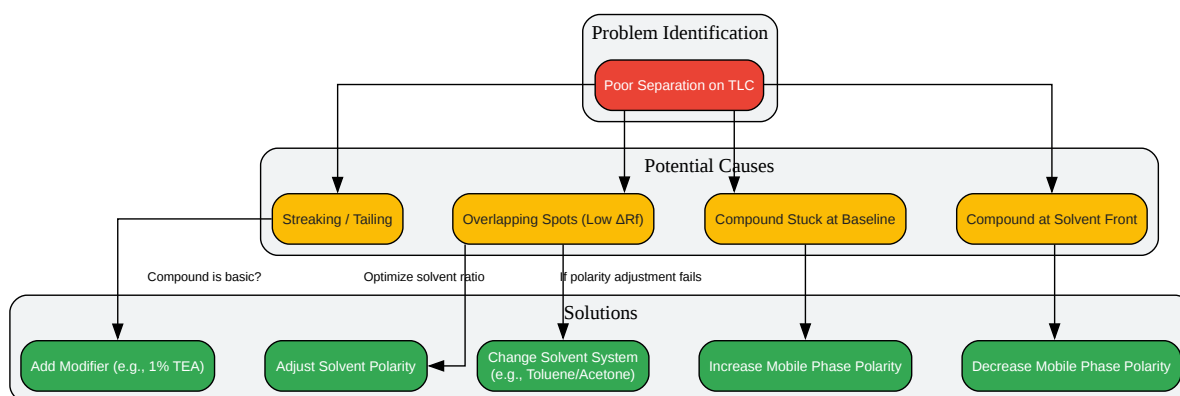 Problem Identification
Poor Separation on TLC
Potential Causes
Streaking / Tailing
Overlapping Spots (Low ΔRf)
Compound Stuck at Baseline
Compound at Solvent Front
Compound is basic?
Optimize solvent ratio
If polarity adjustment fails
Solutions
Add Modifier (e.g., 1% TEA)
Adjust Solvent Polarity
Change Solvent System
(e.g., Toluene/Acetone)
Increase Mobile Phase Polarity
Decrease Mobile Phase Polarity